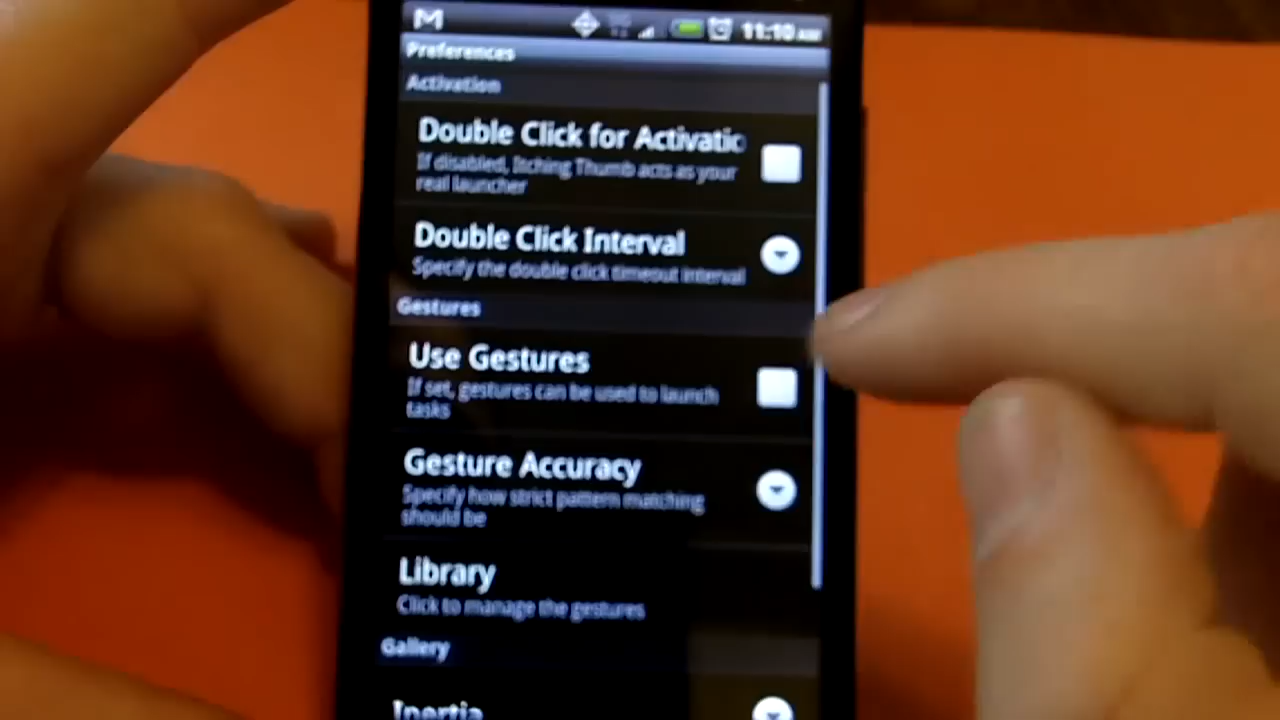 11:10 AM
Preferences
Activation
Double Click for Activatio
If disabled, Itching Thumb acts as your
real launcher
Double Click Interval
Specify the double click timeout interval
Gestures
Use Gestures
If set, gestures can be used to launch
tasks
Gesture Accuracy
Specify how strict pattern matching
should be
Library
Click to manage the gestures
Gallery
Inertia